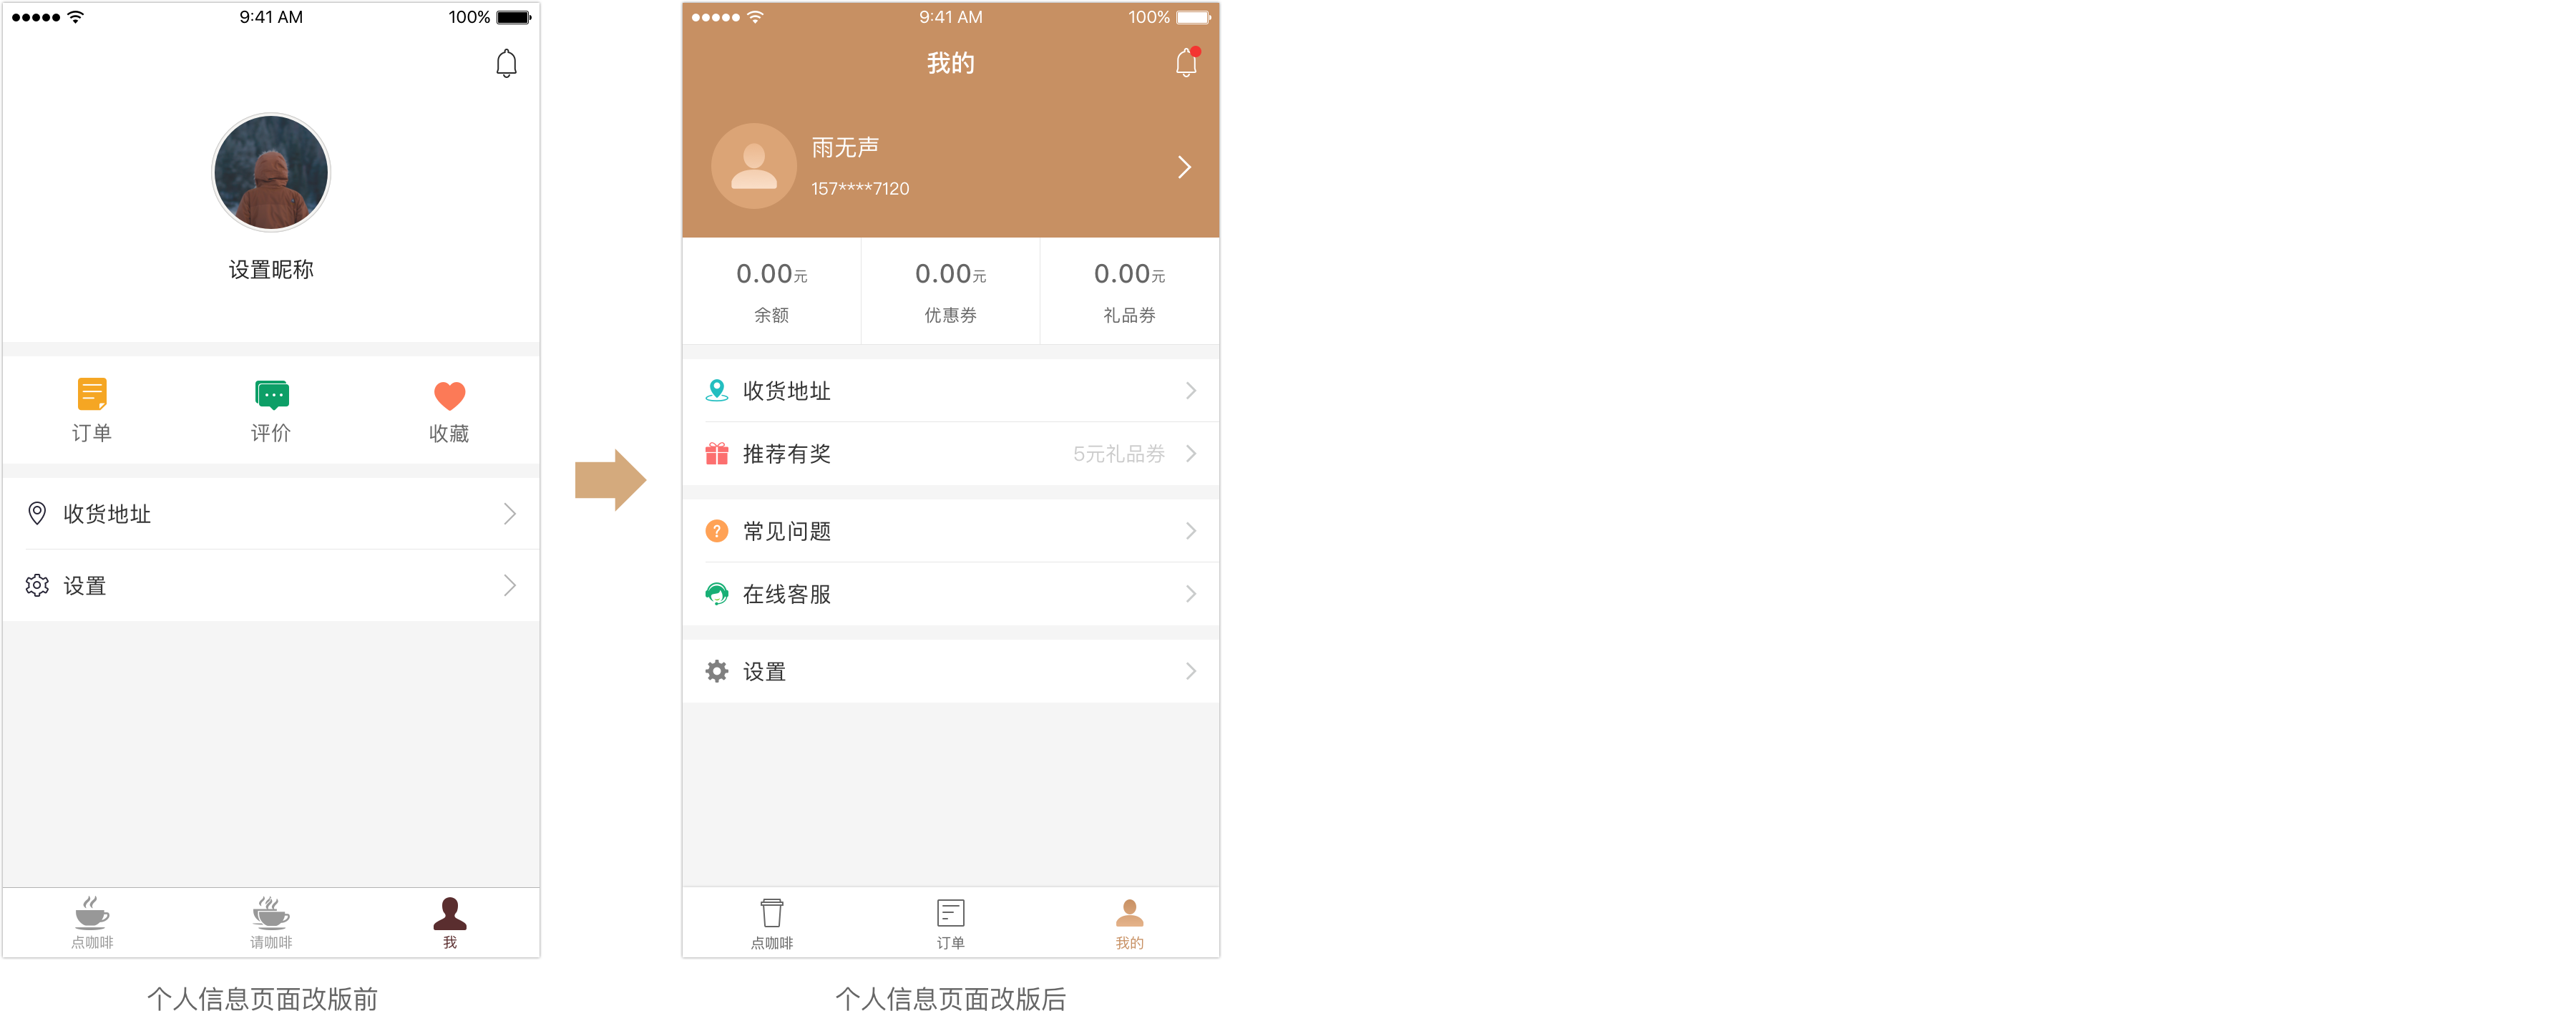 9:41 AM
100%
设置昵称
订单
评价
收藏
收货地址
设置
点咖啡
请咖啡
我
个人信息页面改版前
9:41 AM
100%
我的
雨无声
157****7120
0.00元
0.00元
0.00元
余额
优惠券
礼品券
收货地址
推荐有奖
5元礼品券
常见问题
在线客服
设置
点咖啡
订单
我的
个人信息页面改版后